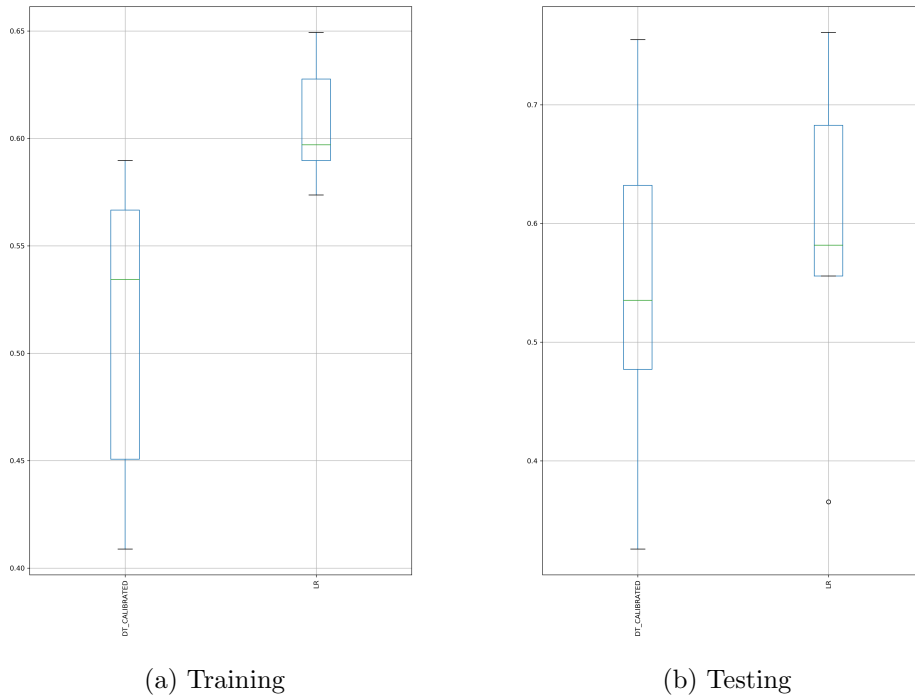 0.65
0.60
0.55
0.50
0.45
0.40
DT_CALIBRATED
LR
(a) Training
0.7
0.6
0.5
0.4
DT_CALIBRATED
LR
(b) Testing